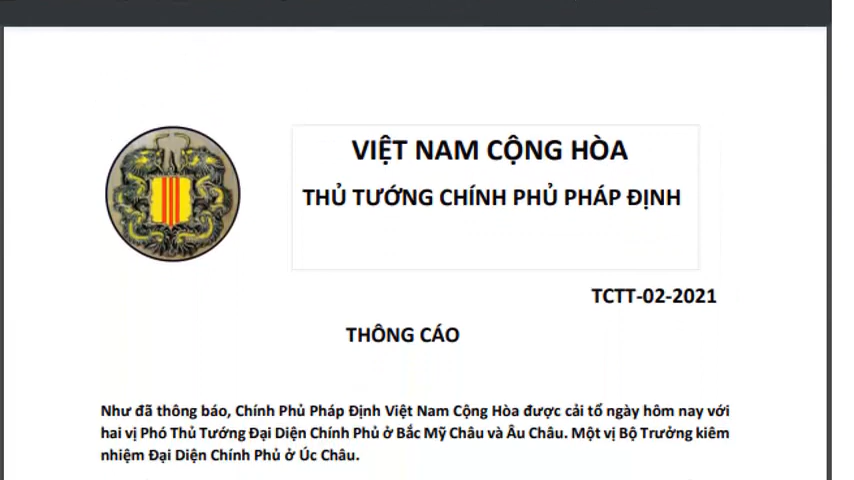 VIỆT NAM CỘNG HÒA
THỦ TƯỚNG CHÍNH PHỦ PHÁP ĐỊNH
TCTT-02-2021
THÔNG CÁO
Như đã thông báo, Chính Phủ Pháp Định Việt Nam Cộng Hòa được cải tổ ngày hôm nay với
hai vị Phó Thủ Tướng Đại Diện Chính Phủ ở Bắc Mỹ Châu và Âu Châu. Một vị Bộ Trưởng kiêm
nhiệm Đại Diện Chính Phủ ở Úc Châu.